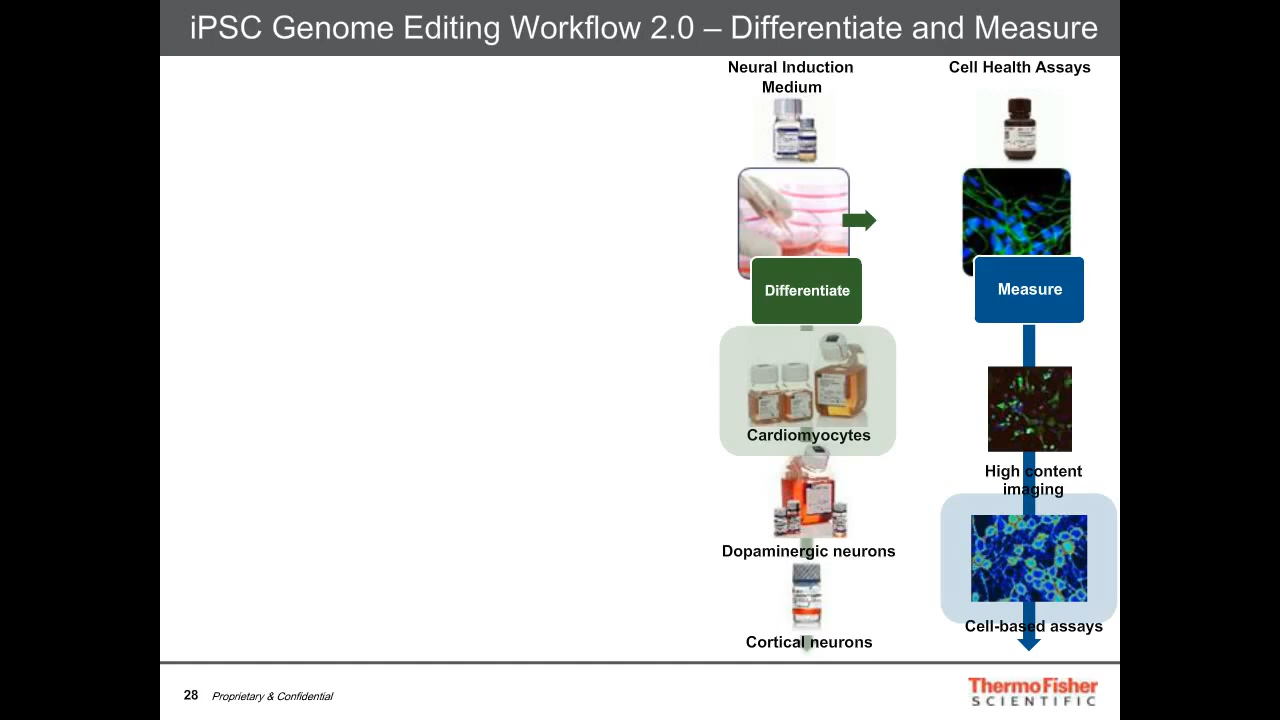 iPSC Genome Editing Workflow 2.0 – Differentiate and Measure
Neural Induction
Medium
Cell Health Assays
Differentiate
Measure
Cardiomyocytes
High content
imaging
Dopaminergic neurons
Cell-based assays
Cortical neurons
28 Proprietary & Confidential
ThermoFisher
SCIENTIFIC